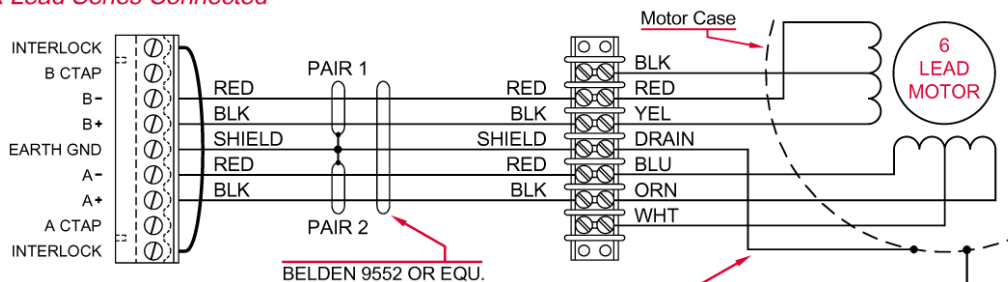 Lead Series Connected
INTERLOCK
B CTAP
B-
B+
EARTH GND
A-
A+
A CTAP
INTERLOCK
PAIR 1
RED
BLK
SHIELD
RED
BLK
PAIR 2
BELDEN 9552 OR EQU.
RED
BLK
SHIELD
RED
BLK
BLK
RED
YEL
DRAIN
BLU
ORN
WHT
Motor Case
6
LEAD
MOTOR